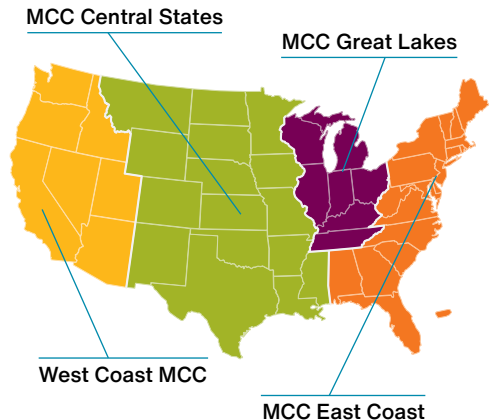 MCC Central States
MCC Great Lakes
West Coast MCC
MCC East Coast